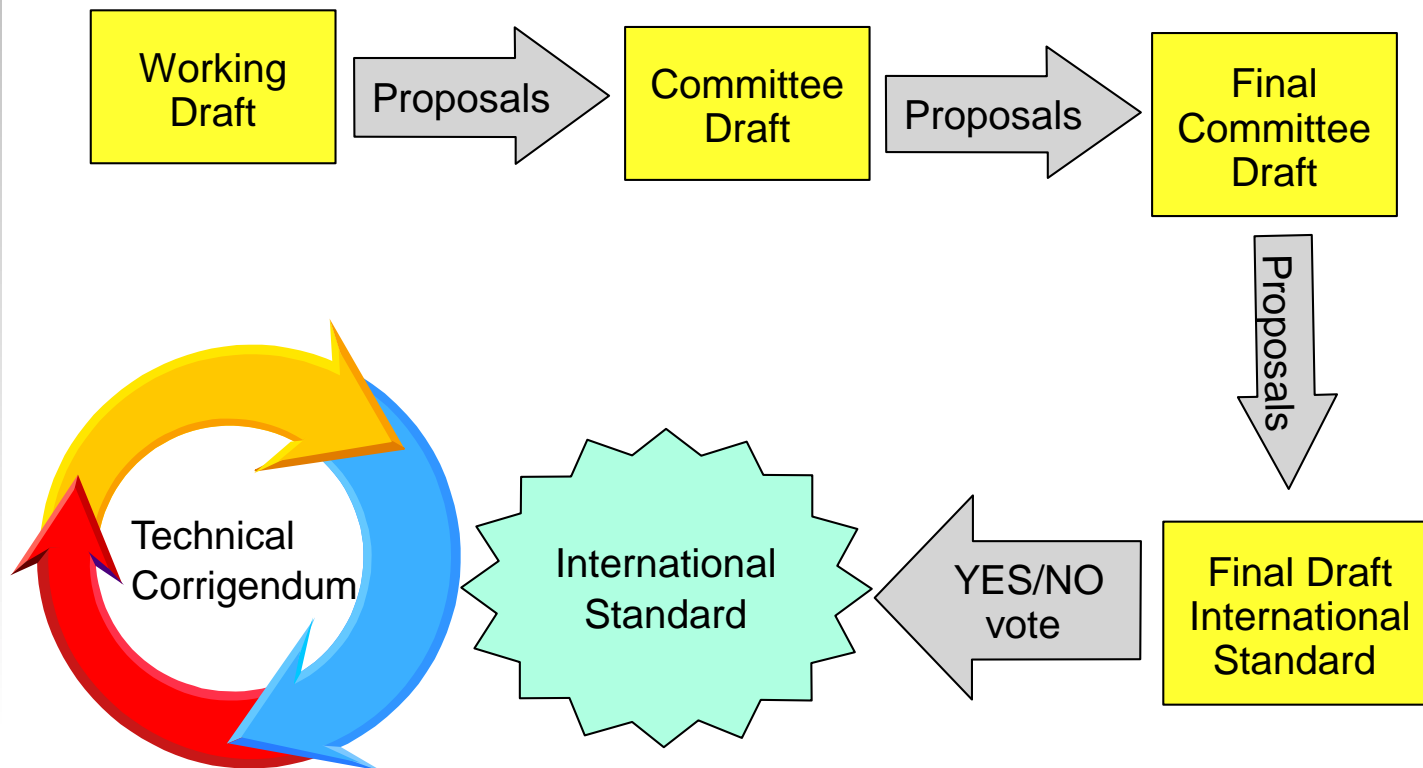 Working
Draft
Proposals
Committee
Draft
Proposals
Final
Committee
Draft
Proposals
Final Draft
International
Standard
YES/NO
vote
International
Standard
Technical
Corrigendum